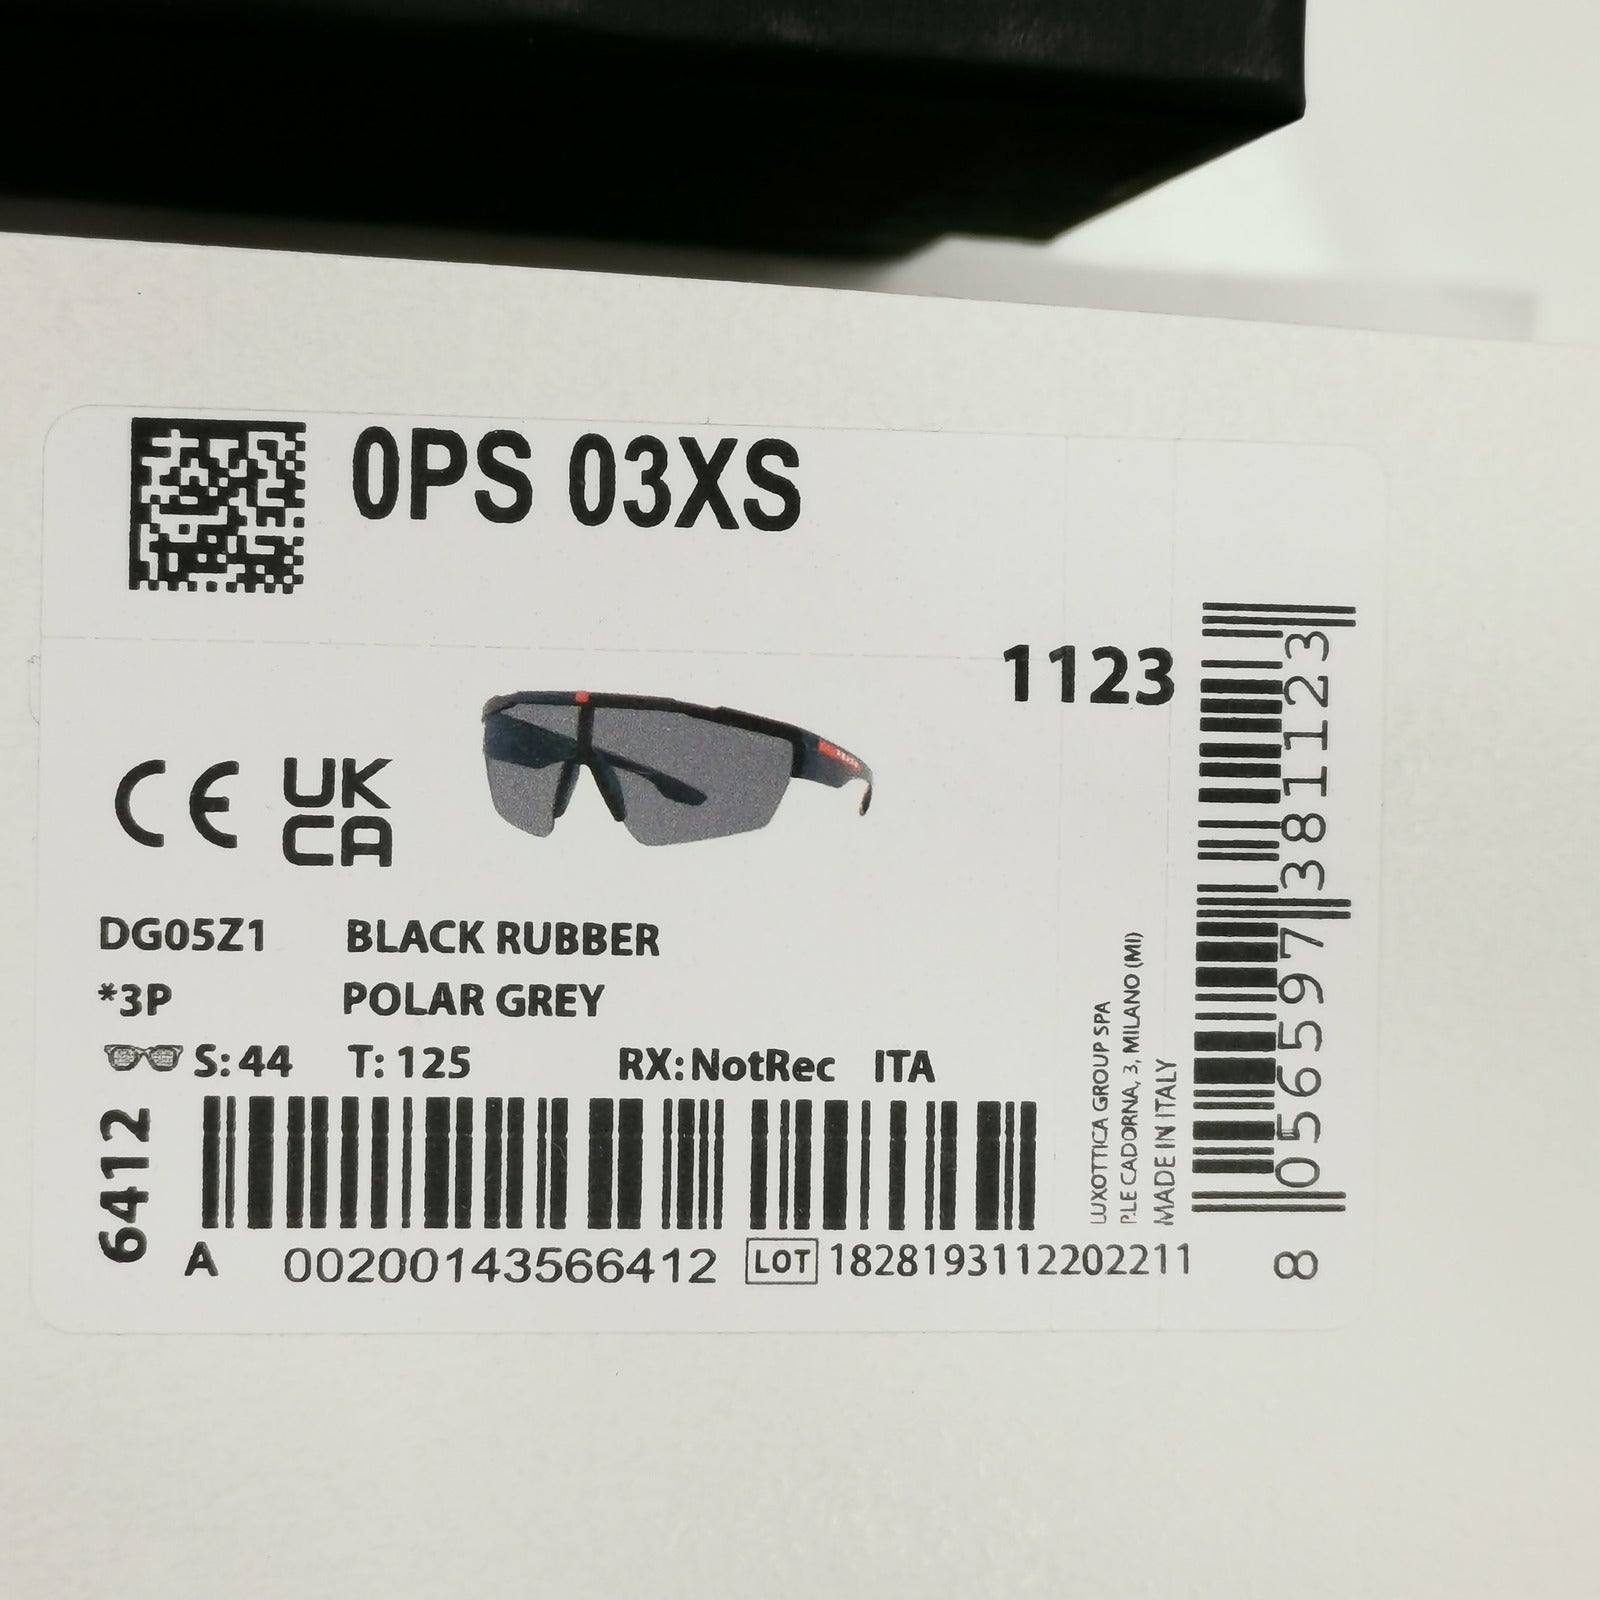 0PS 03XS
1123
CE
UK
CA
DG05Z1 BLACK RUBBER
*3P POLAR GREY
S: 44 T: 125 RX: NotRec ITA
6412
A 00200143566412 LOT 1828193112202211
LUXOTTICA GROUP SPA
P.LE CADORNA, 3, MILANO (MI)
MADE IN ITALY
8 056597 381123